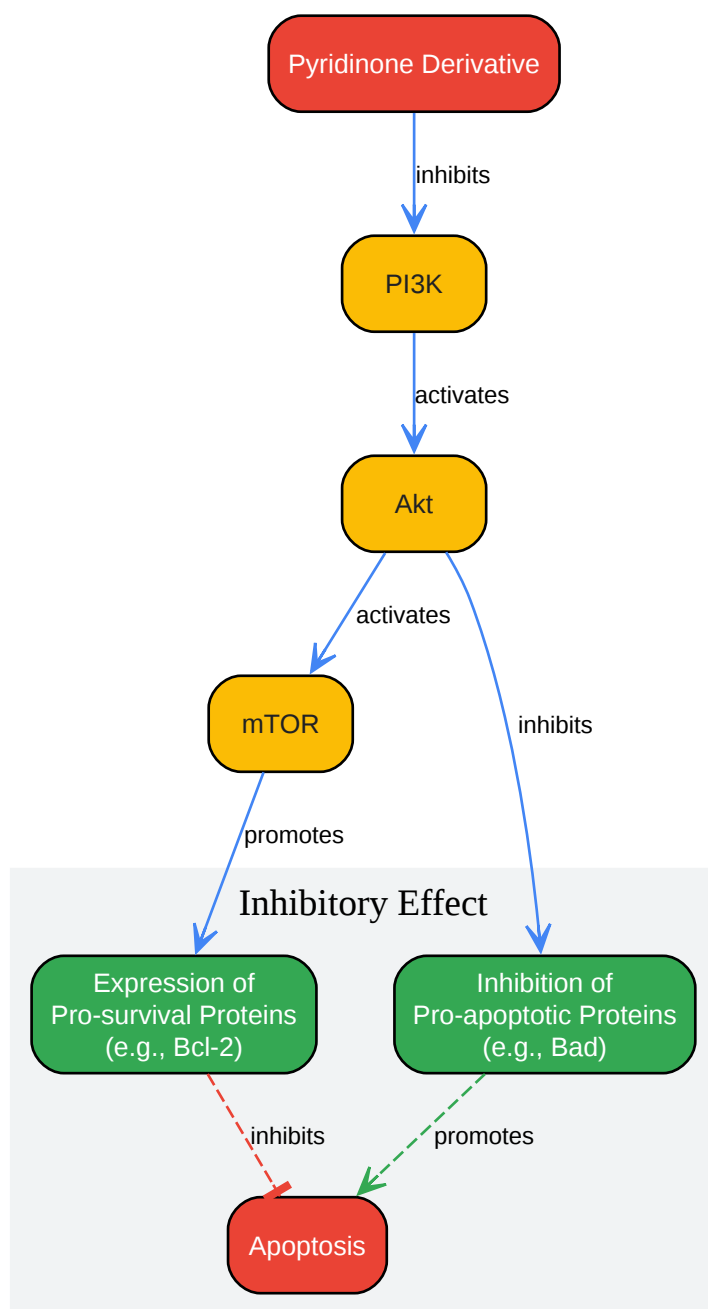 Pyridinone Derivative
inhibits
PI3K
activates
Akt
activates
mTOR
inhibits
promotes
Inhibitory Effect
Expression of
Pro-survival Proteins
(e.g., Bcl-2)
Inhibition of
Pro-apoptotic Proteins
(e.g., Bad)
inhibits
promotes
Apoptosis